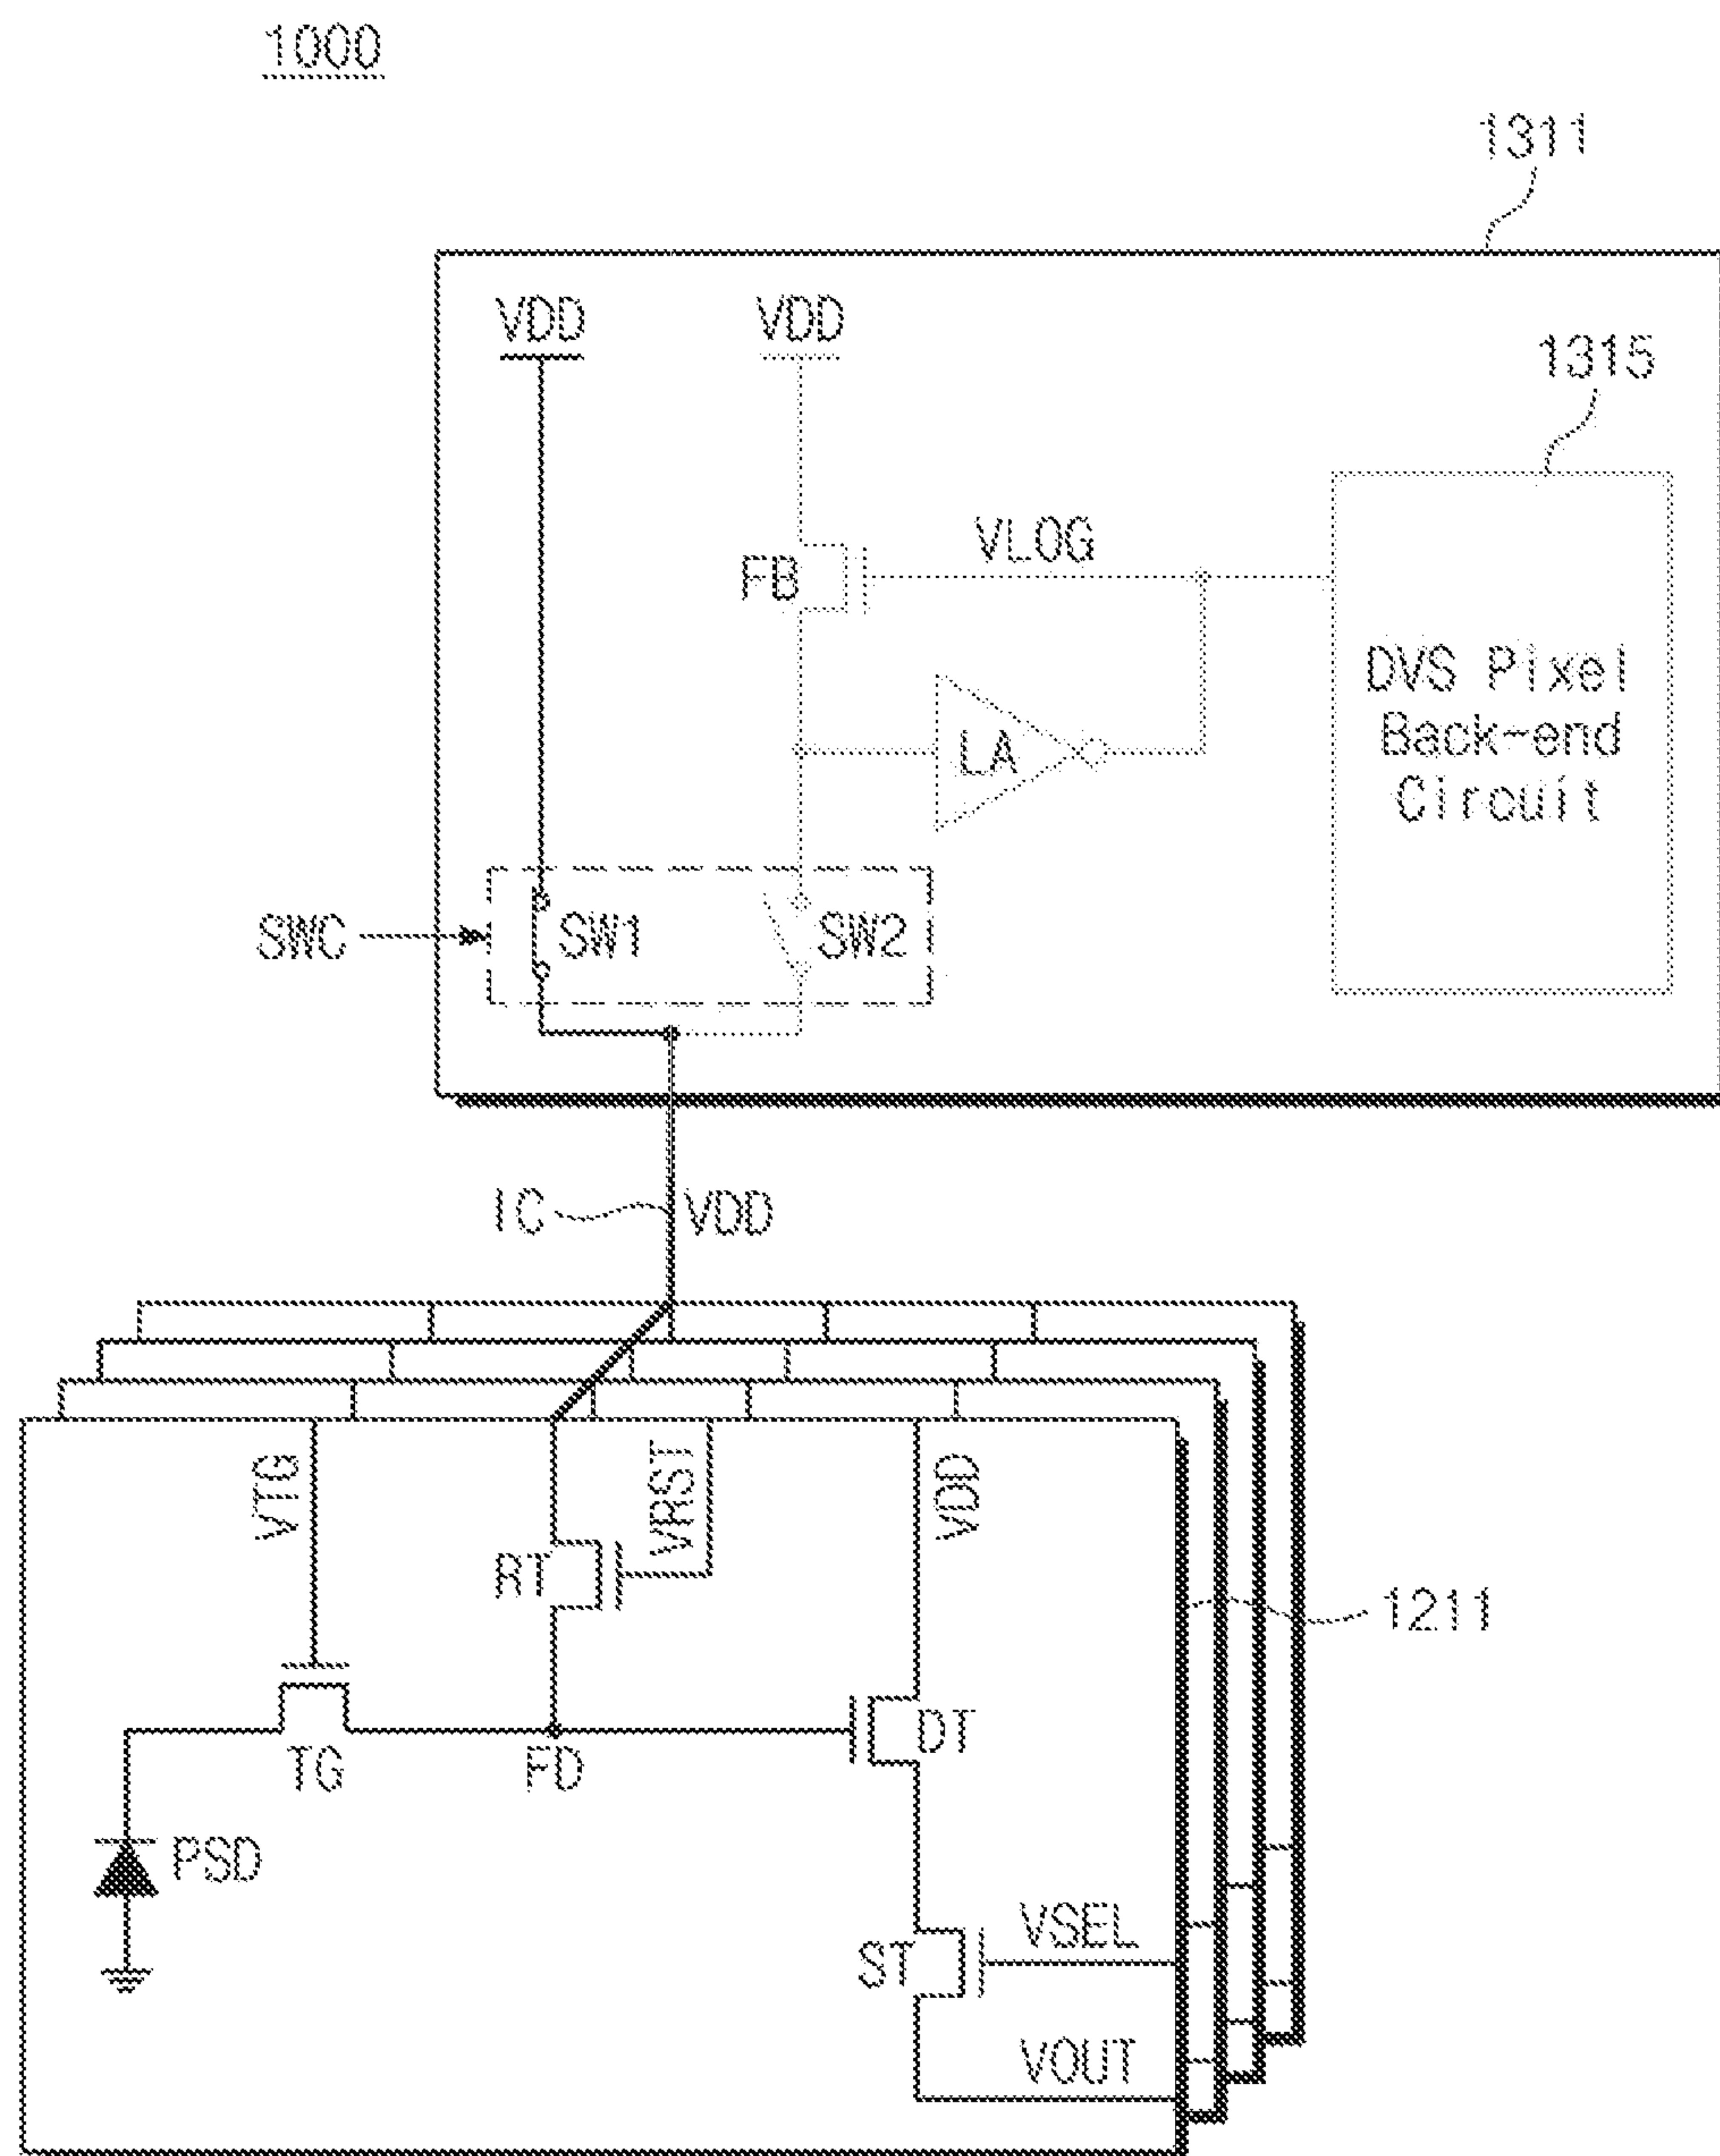 1000
1311
VDD
VDD
1315
FB
VLOG
DVS Pixel
Back-end
Circuit
LA
SWC
SW1
SW2
IC
VDD
VTG
RT
VRST
VDD
1211
TG
FD
DT
PSD
ST
VSEL
VOUT